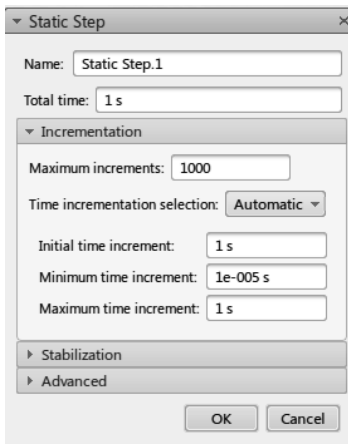 Static Step
Name: Static Step.1
Total time: 1 s
Incrementation
Maximum increments: 1000
Time incrementation selection: Automatic
Initial time increment: 1 s
Minimum time increment: 1e-005 s
Maximum time increment: 1 s
Stabilization
Advanced
OK Cancel